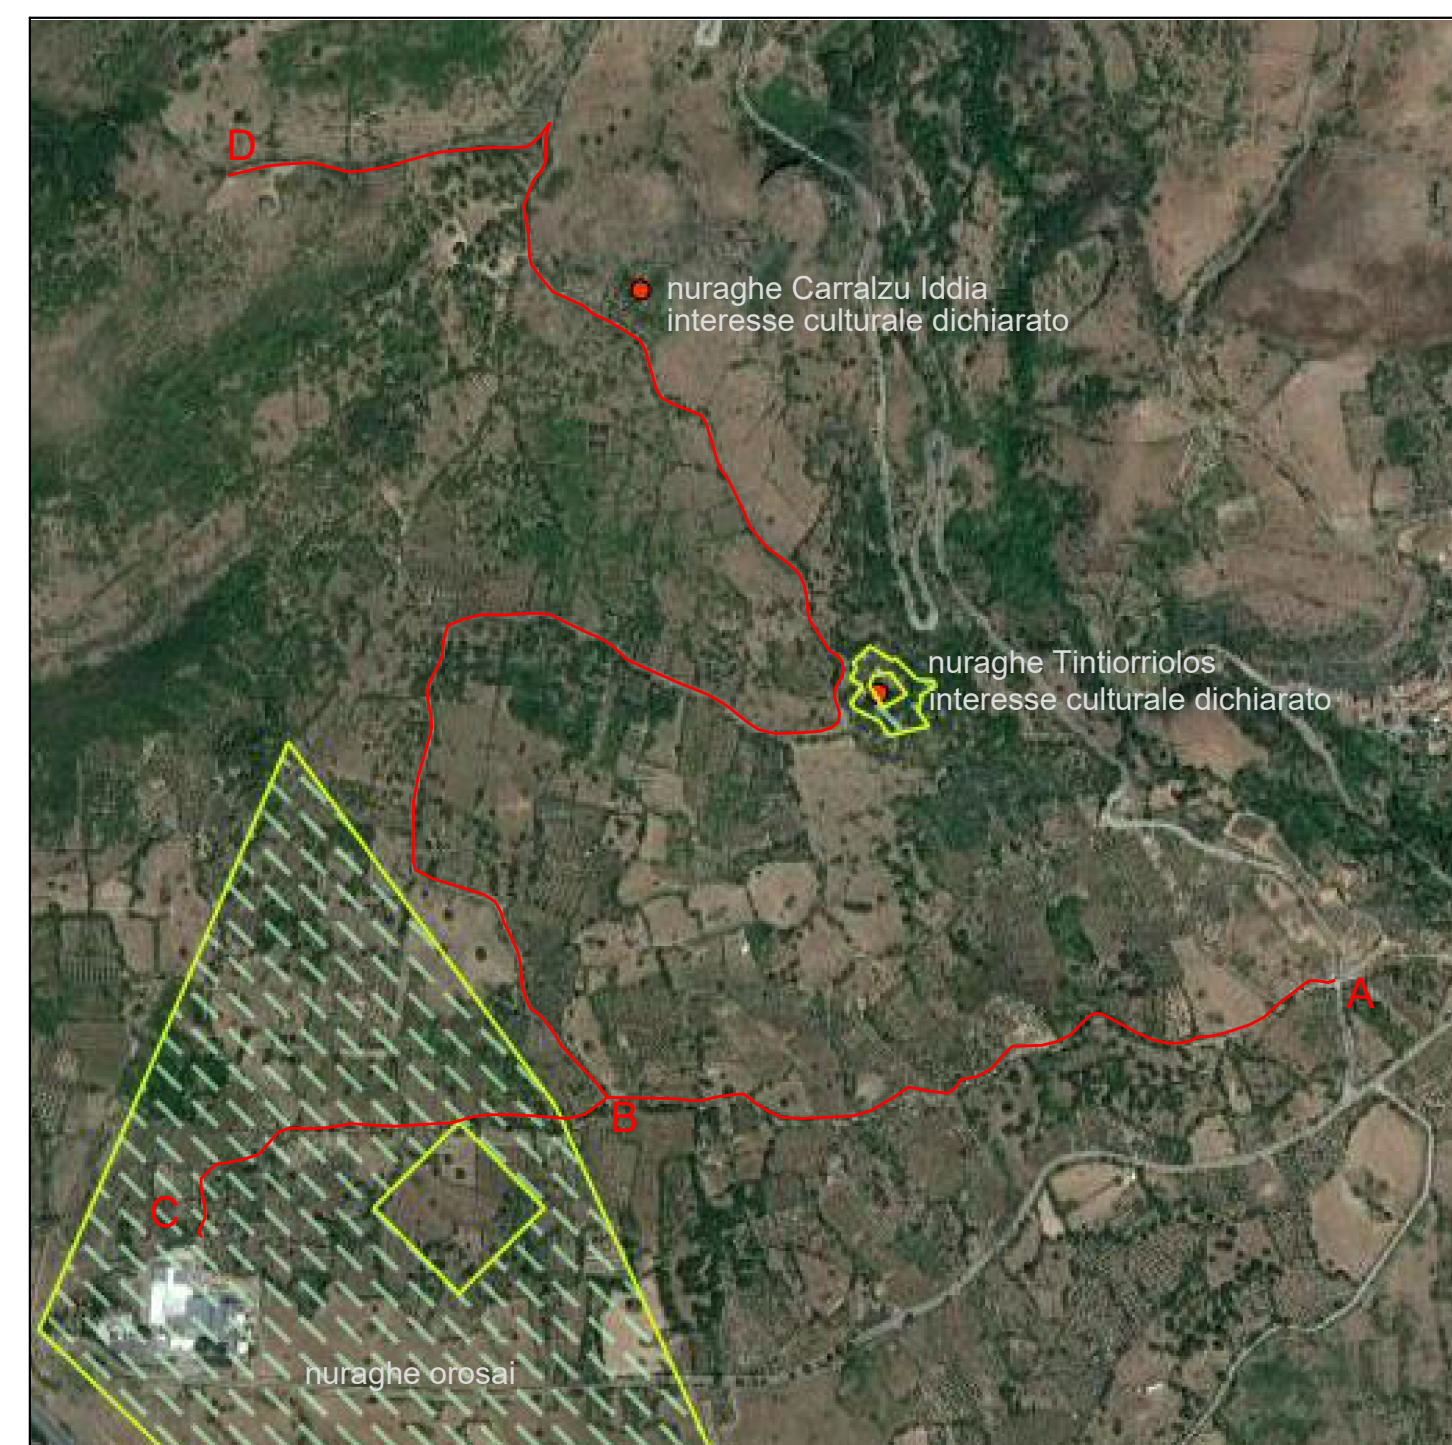 D
nuraghe Carralzu Iddia
interesse culturale dichiarato
nuraghe Tintiorriolos
interesse culturale dichiarato
A
B
C
nuraghe orosai